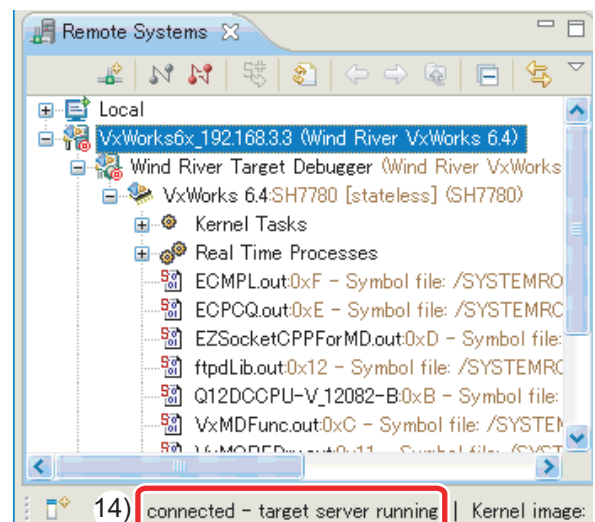 Remote Systems
Local
VxWorks6x_192.168.3.3 (Wind River VxWorks 6.4)
Wind River Target Debugger (Wind River VxWorks
VxWorks 6.4:SH7780 [stateless] (SH7780)
Kernel Tasks
Real Time Processes
ECMPL.out:0xF - Symbol file: /SYSTEMRO
ECPCQ.out:0xE - Symbol file: /SYSTEMRO
EZSocketCPPForMD.out:0xD - Symbol file:
ftpdLib.out:0x12 - Symbol file: /SYSTEMRO
Q12DCCPU-V_12082-B:0xB - Symbol file:
VxMDFunc.out:0xC - Symbol file: /SYSTEM
14) connected - target server running | Kernel image: